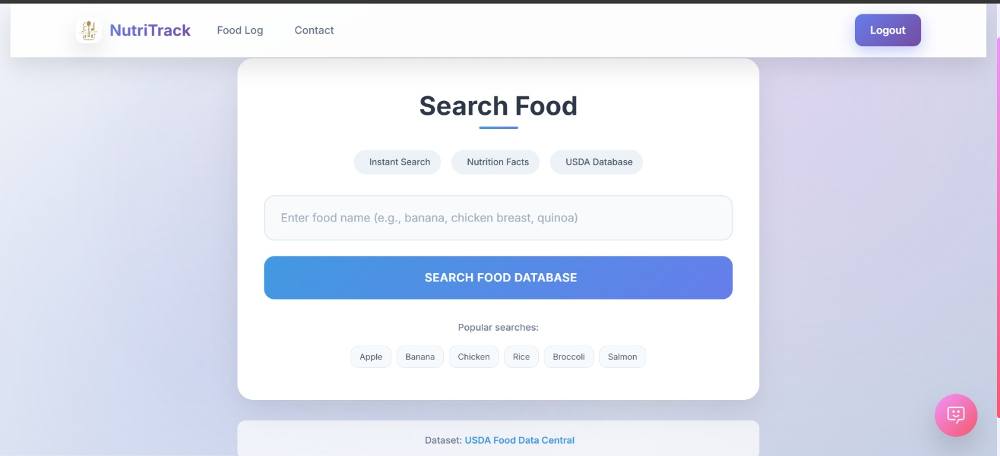 NutriTrack
Food Log
Contact
Logout
Search Food
Instant Search
Nutrition Facts
USDA Database
Enter food name (e.g., banana, chicken breast, quinoa)
SEARCH FOOD DATABASE
Popular searches:
Apple
Banana
Chicken
Rice
Broccoli
Salmon
Dataset: USDA Food Data Central